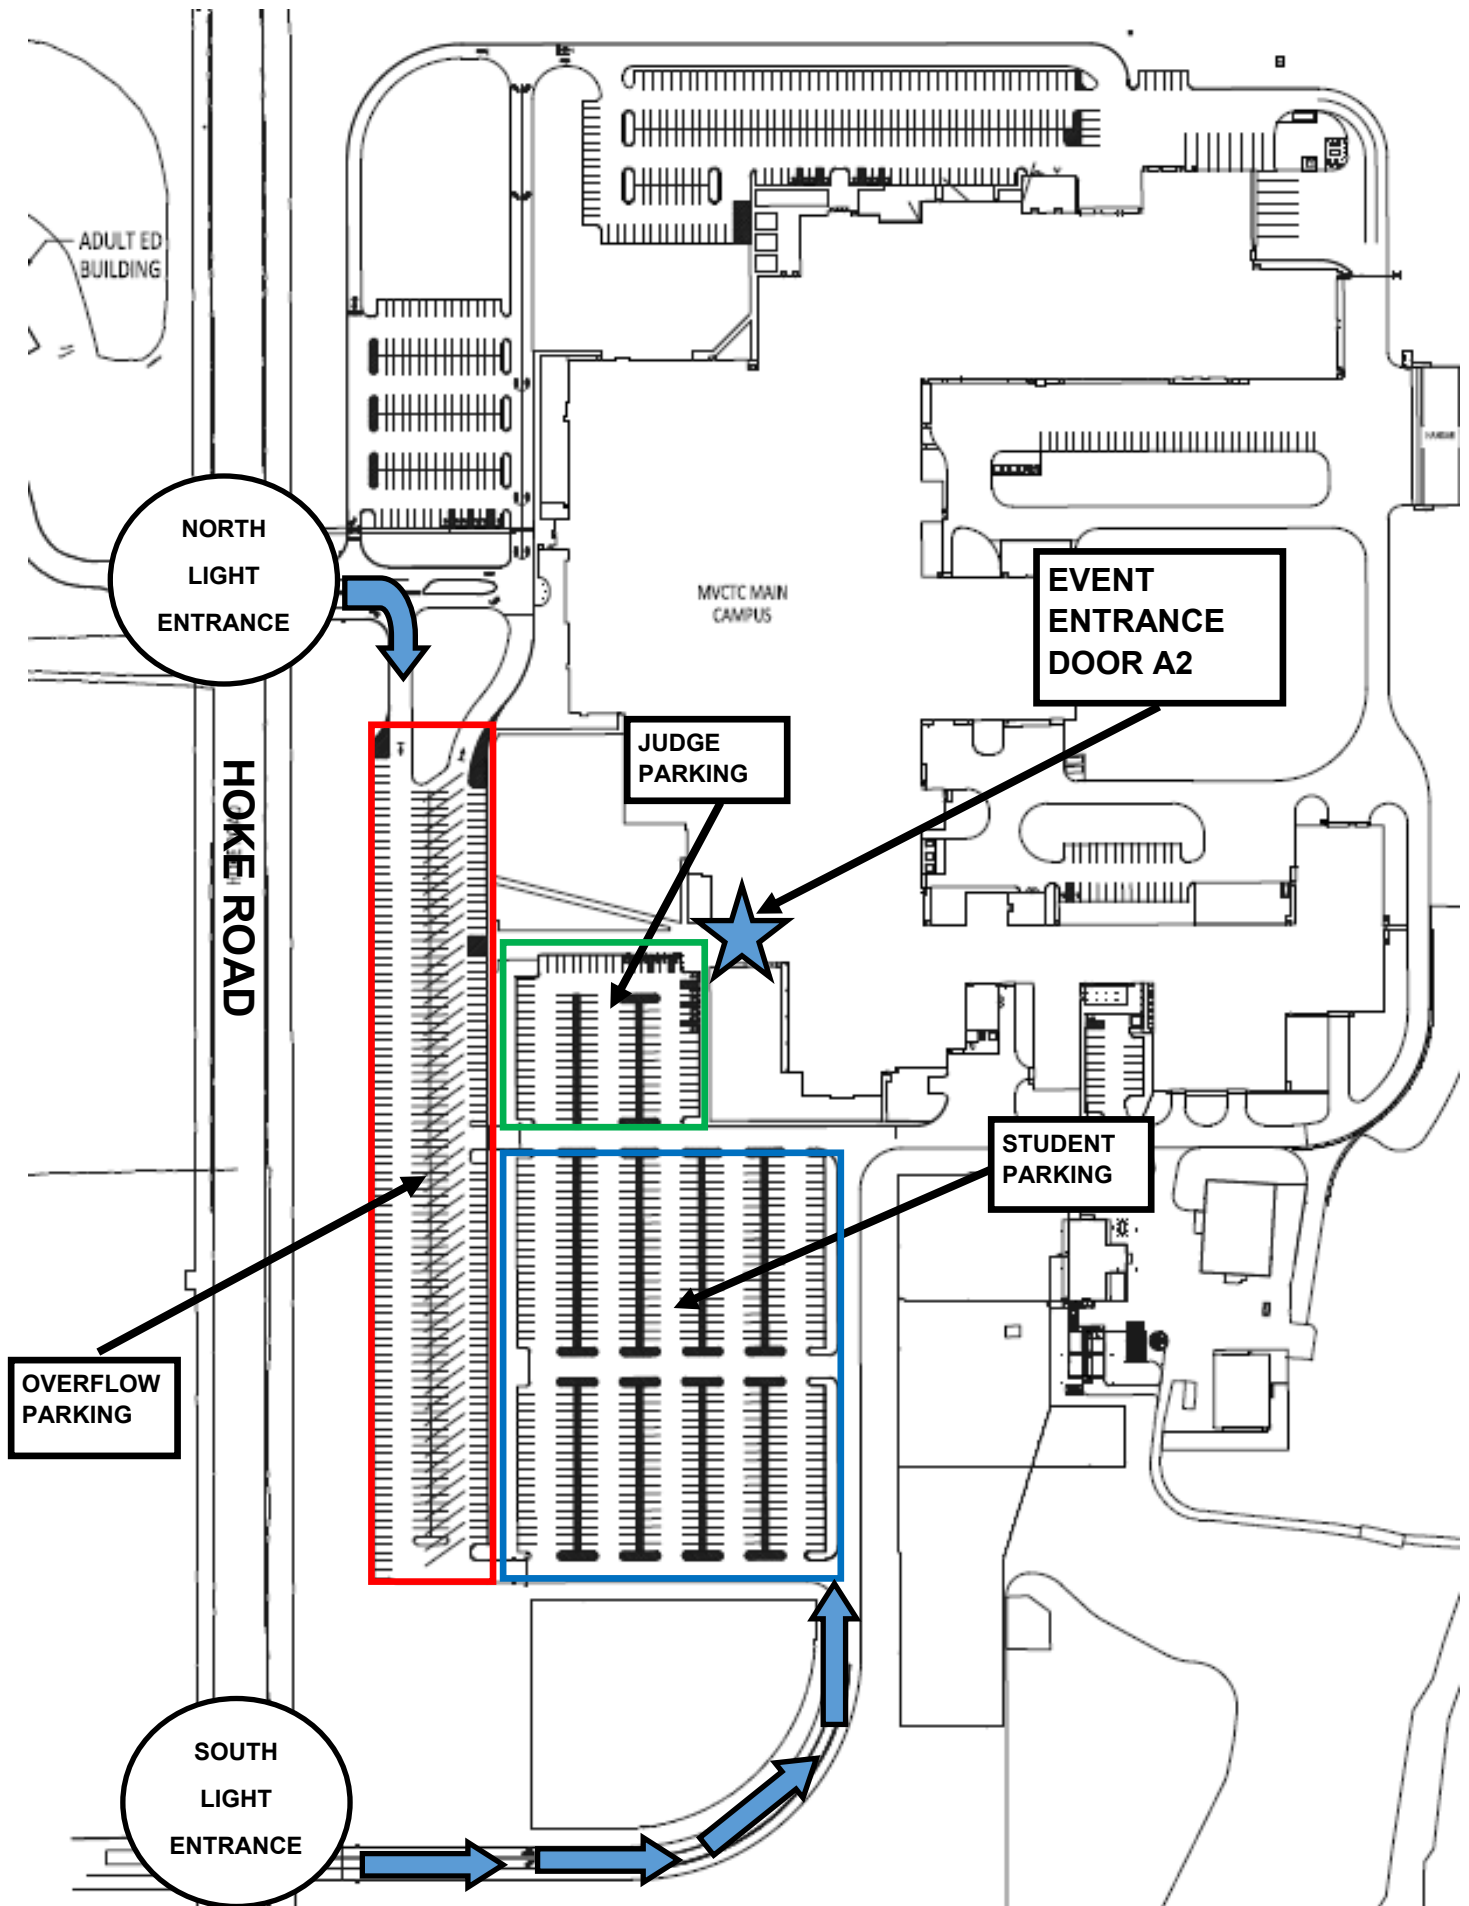 ADULT ED
BUILDING
NORTH
LIGHT
ENTRANCE
MVCTC MAIN
CAMPUS
EVENT
ENTRANCE
DOOR A2
JUDGE
PARKING
HOKE ROAD
STUDENT
PARKING
OVERFLOW
PARKING
SOUTH
LIGHT
ENTRANCE